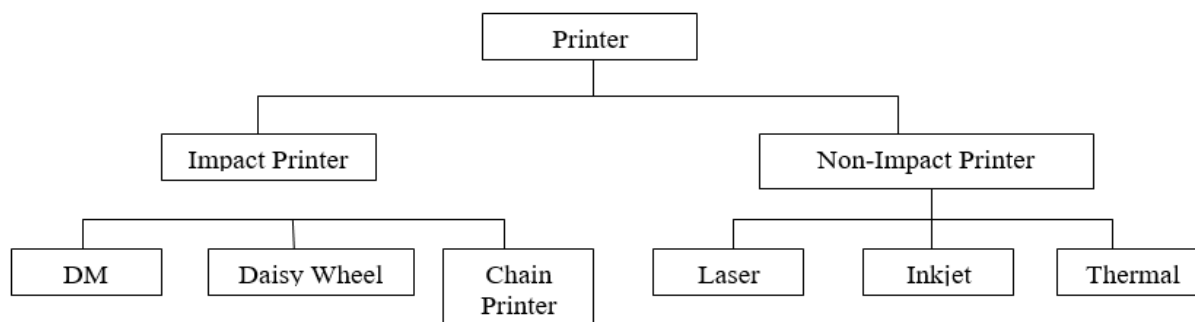 Printer
Impact Printer
Non-Impact Printer
DM
Daisy Wheel
Chain
Printer
Laser
Inkjet
Thermal